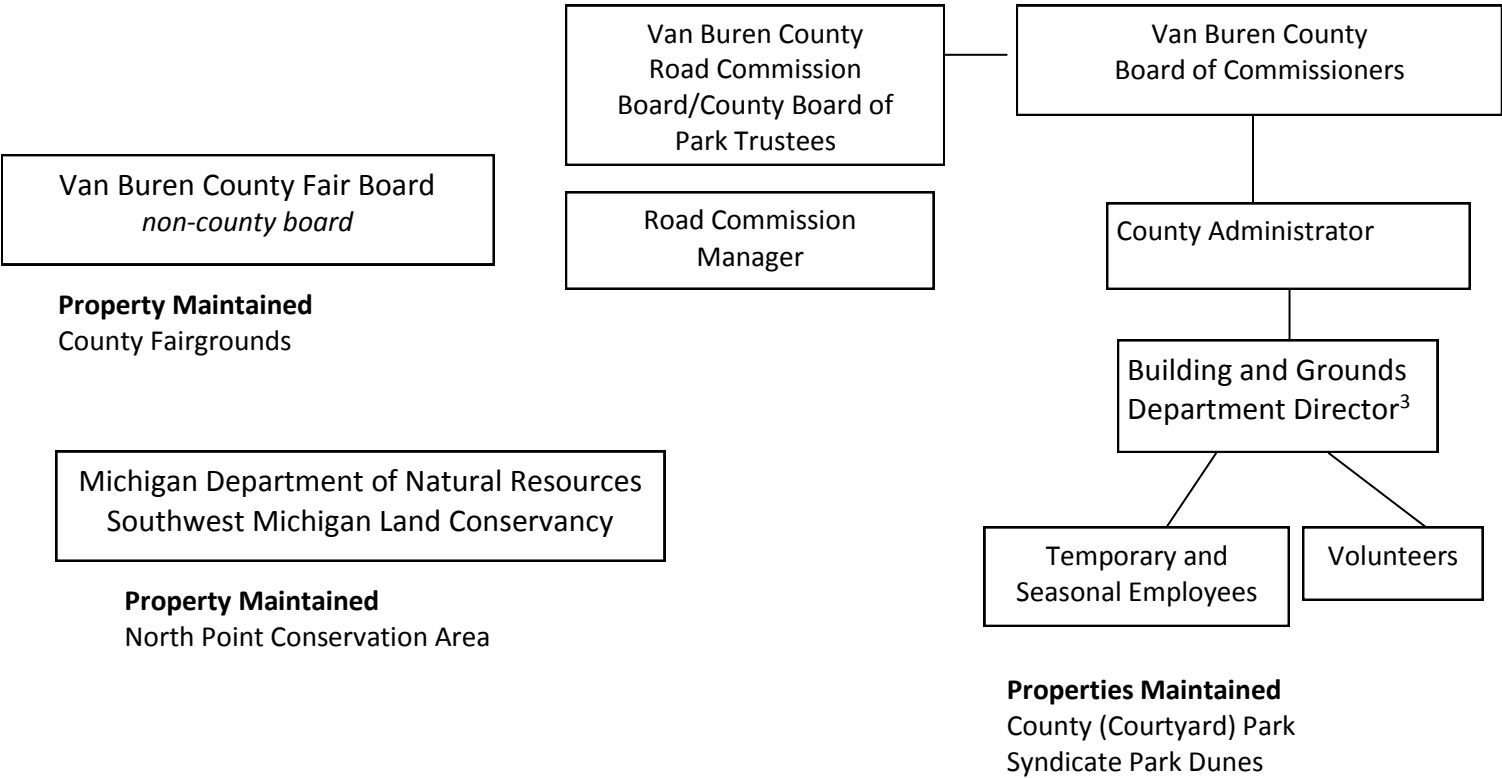 Van Buren County
Road Commission
Board/County Board of
Park Trustees
Van Buren County
Board of Commissioners
Van Buren County Fair Board
non-county board
Road Commission
Manager
County Administrator
Property Maintained
County Fairgrounds
Building and Grounds
Department Director³
Michigan Department of Natural Resources
Southwest Michigan Land Conservancy
Temporary and
Seasonal Employees
Volunteers
Property Maintained
North Point Conservation Area
Properties Maintained
County (Courtyard) Park
Syndicate Park Dunes